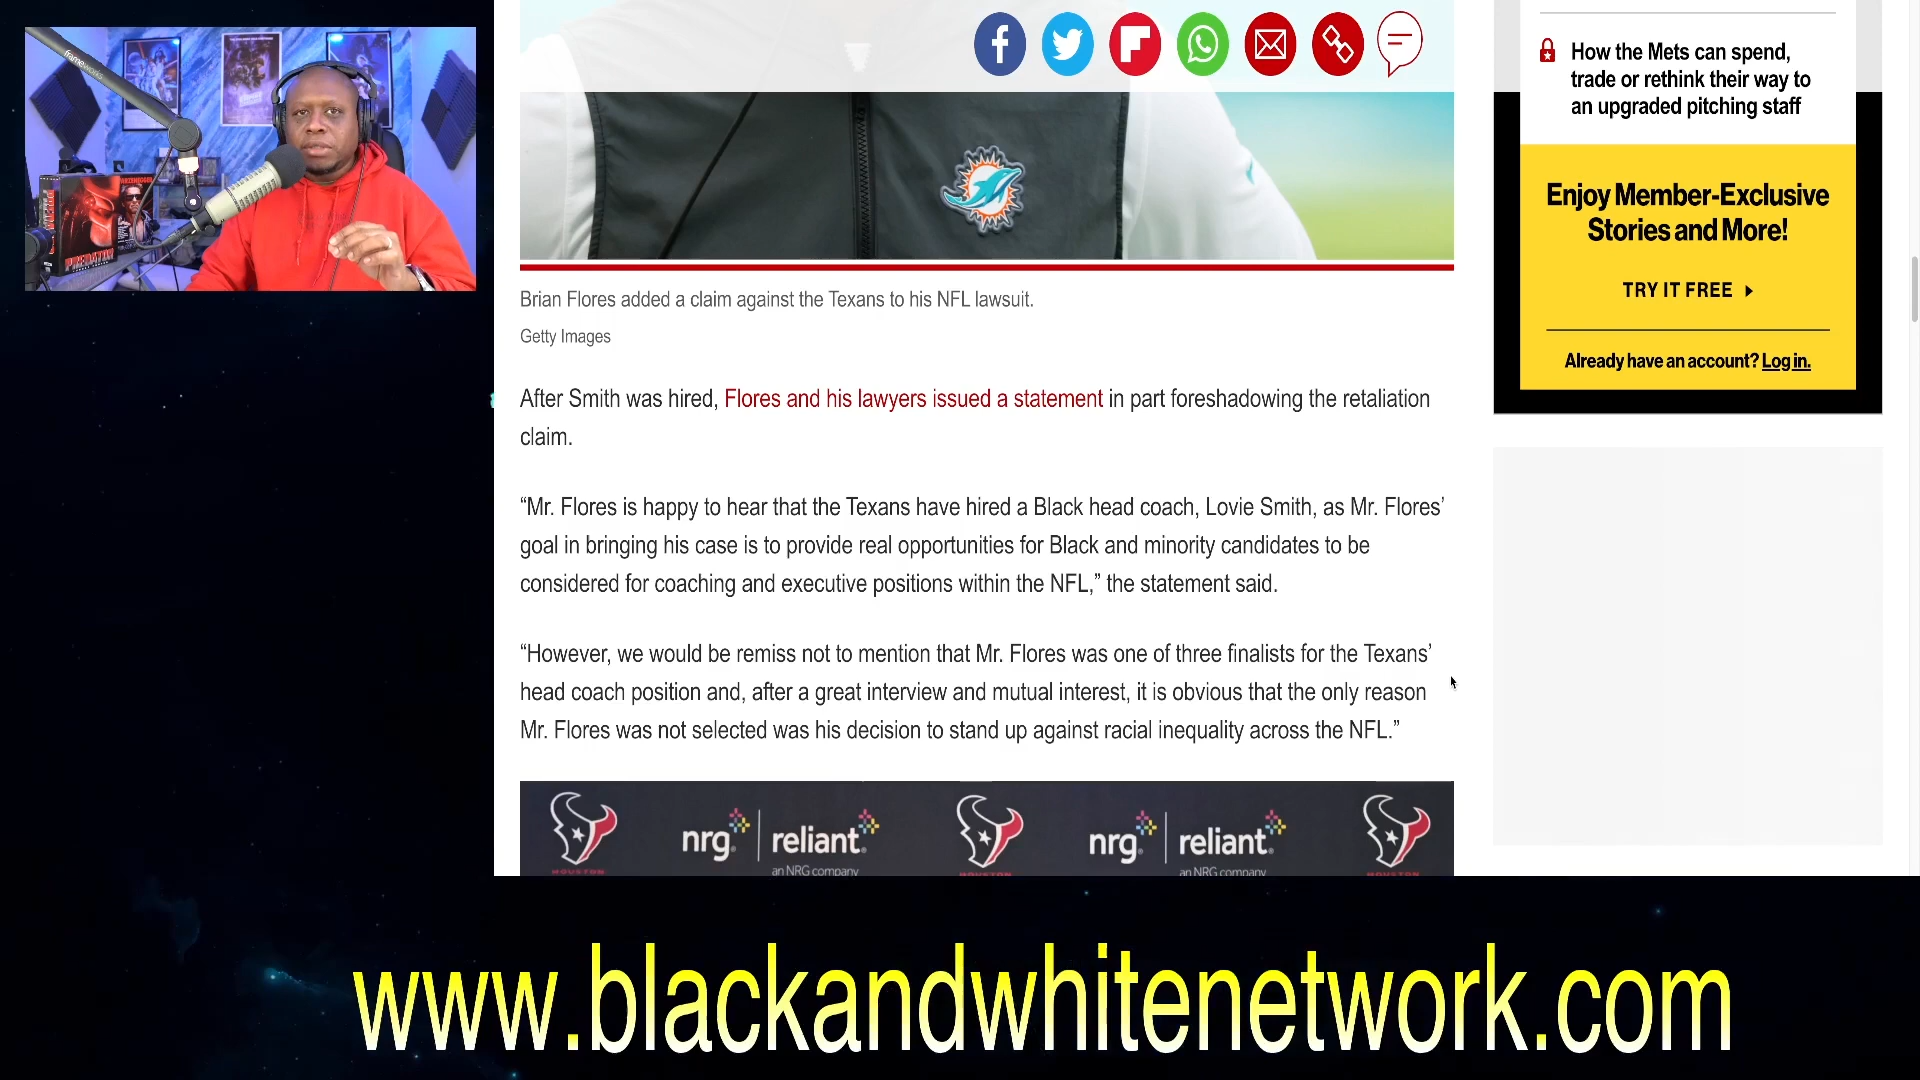 frameworks
PREDATOR
How the Mets can spend,
trade or rethink their way to
an upgraded pitching staff
Enjoy Member-Exclusive
Stories and More!
TRY IT FREE
Already have an account? Log in.
Brian Flores added a claim against the Texans to his NFL lawsuit.
Getty Images
After Smith was hired, Flores and his lawyers issued a statement in part foreshadowing the retaliation
claim.
“Mr. Flores is happy to hear that the Texans have hired a Black head coach, Lovie Smith, as Mr. Flores’
goal in bringing his case is to provide real opportunities for Black and minority candidates to be
considered for coaching and executive positions within the NFL,” the statement said.
“However, we would be remiss not to mention that Mr. Flores was one of three finalists for the Texans’
head coach position and, after a great interview and mutual interest, it is obvious that the only reason
Mr. Flores was not selected was his decision to stand up against racial inequality across the NFL.”
nrg reliant nrg reliant
an NRG company an NRG company
HOUSTON HOUSTON HOUSTON
www.blackandwhitenetwork.com